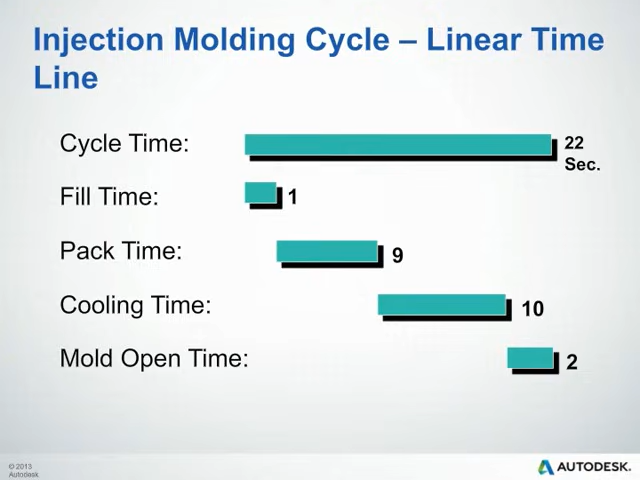 Injection Molding Cycle – Linear Time
Line
Cycle Time:
22
Sec.
Fill Time:
1
Pack Time:
9
Cooling Time:
10
Mold Open Time:
2
© 2013
Autodesk
AUTODESK.